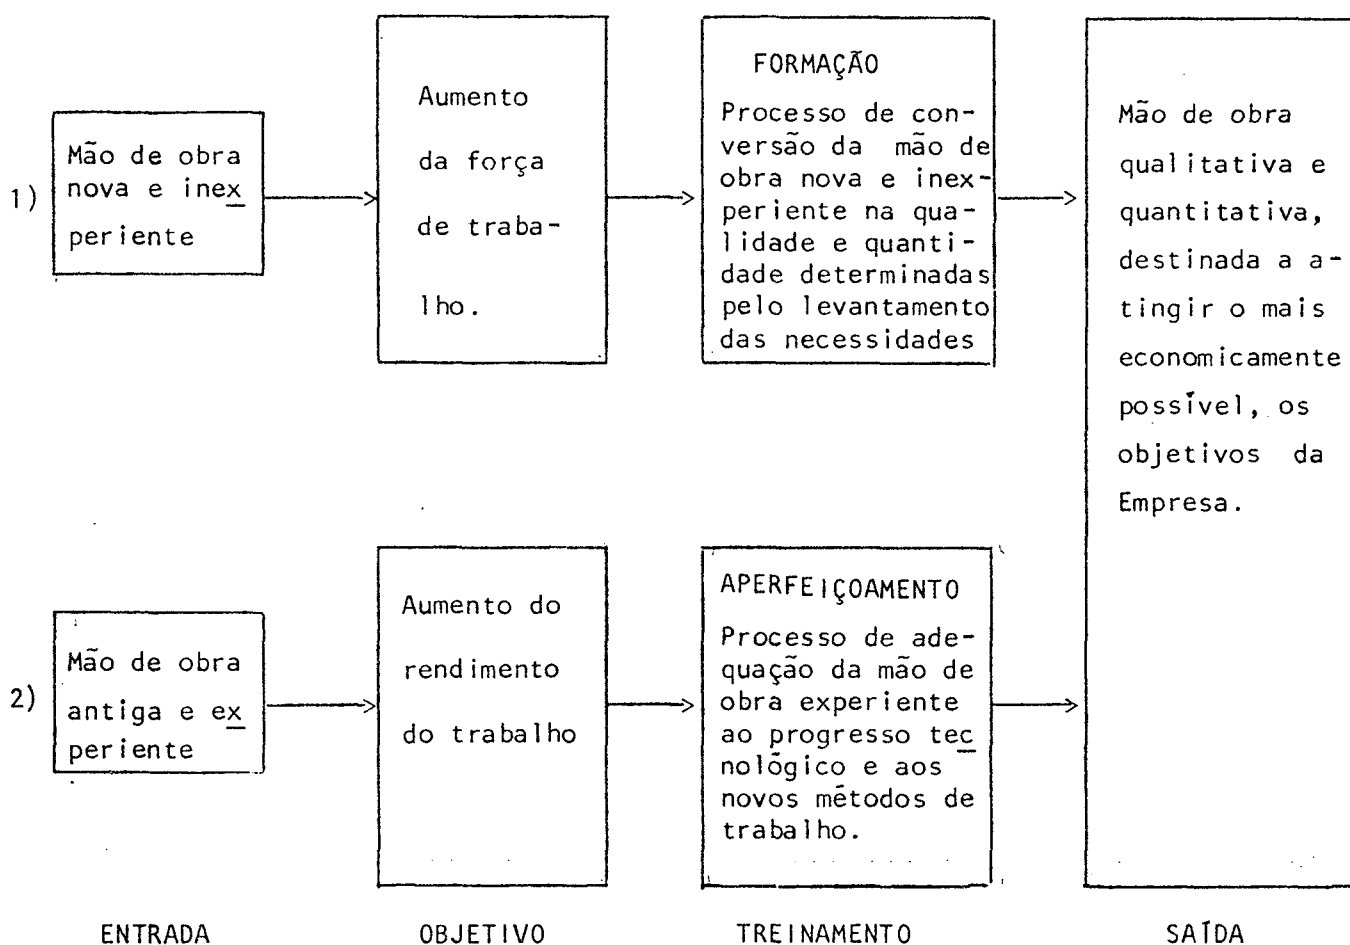 1)
Mão de obra
nova e inex
periente
Aumento
da força
de traba-
lho.
FORMAÇÃO
Processo de con-
versão da mão de
obra nova e inex-
periente na qua-
lidade e quanti-
dade determinadas
pelo levantamento
das necessidades
Mão de obra
qualitativa e
quantitativa,
destinada a a-
tingir o mais
economicamente
possível, os
objetivos da
Empresa.
2)
Mão de obra
antiga e ex
periente
Aumento do
rendimento
do trabalho
APERFEIÇOAMENTO
Processo de ade-
quação da mão de
obra experiente
ao progresso tec
nológico e aos
novos métodos de
trabalho.
ENTRADA
OBJETIVO
TREINAMENTO
SAÍDA